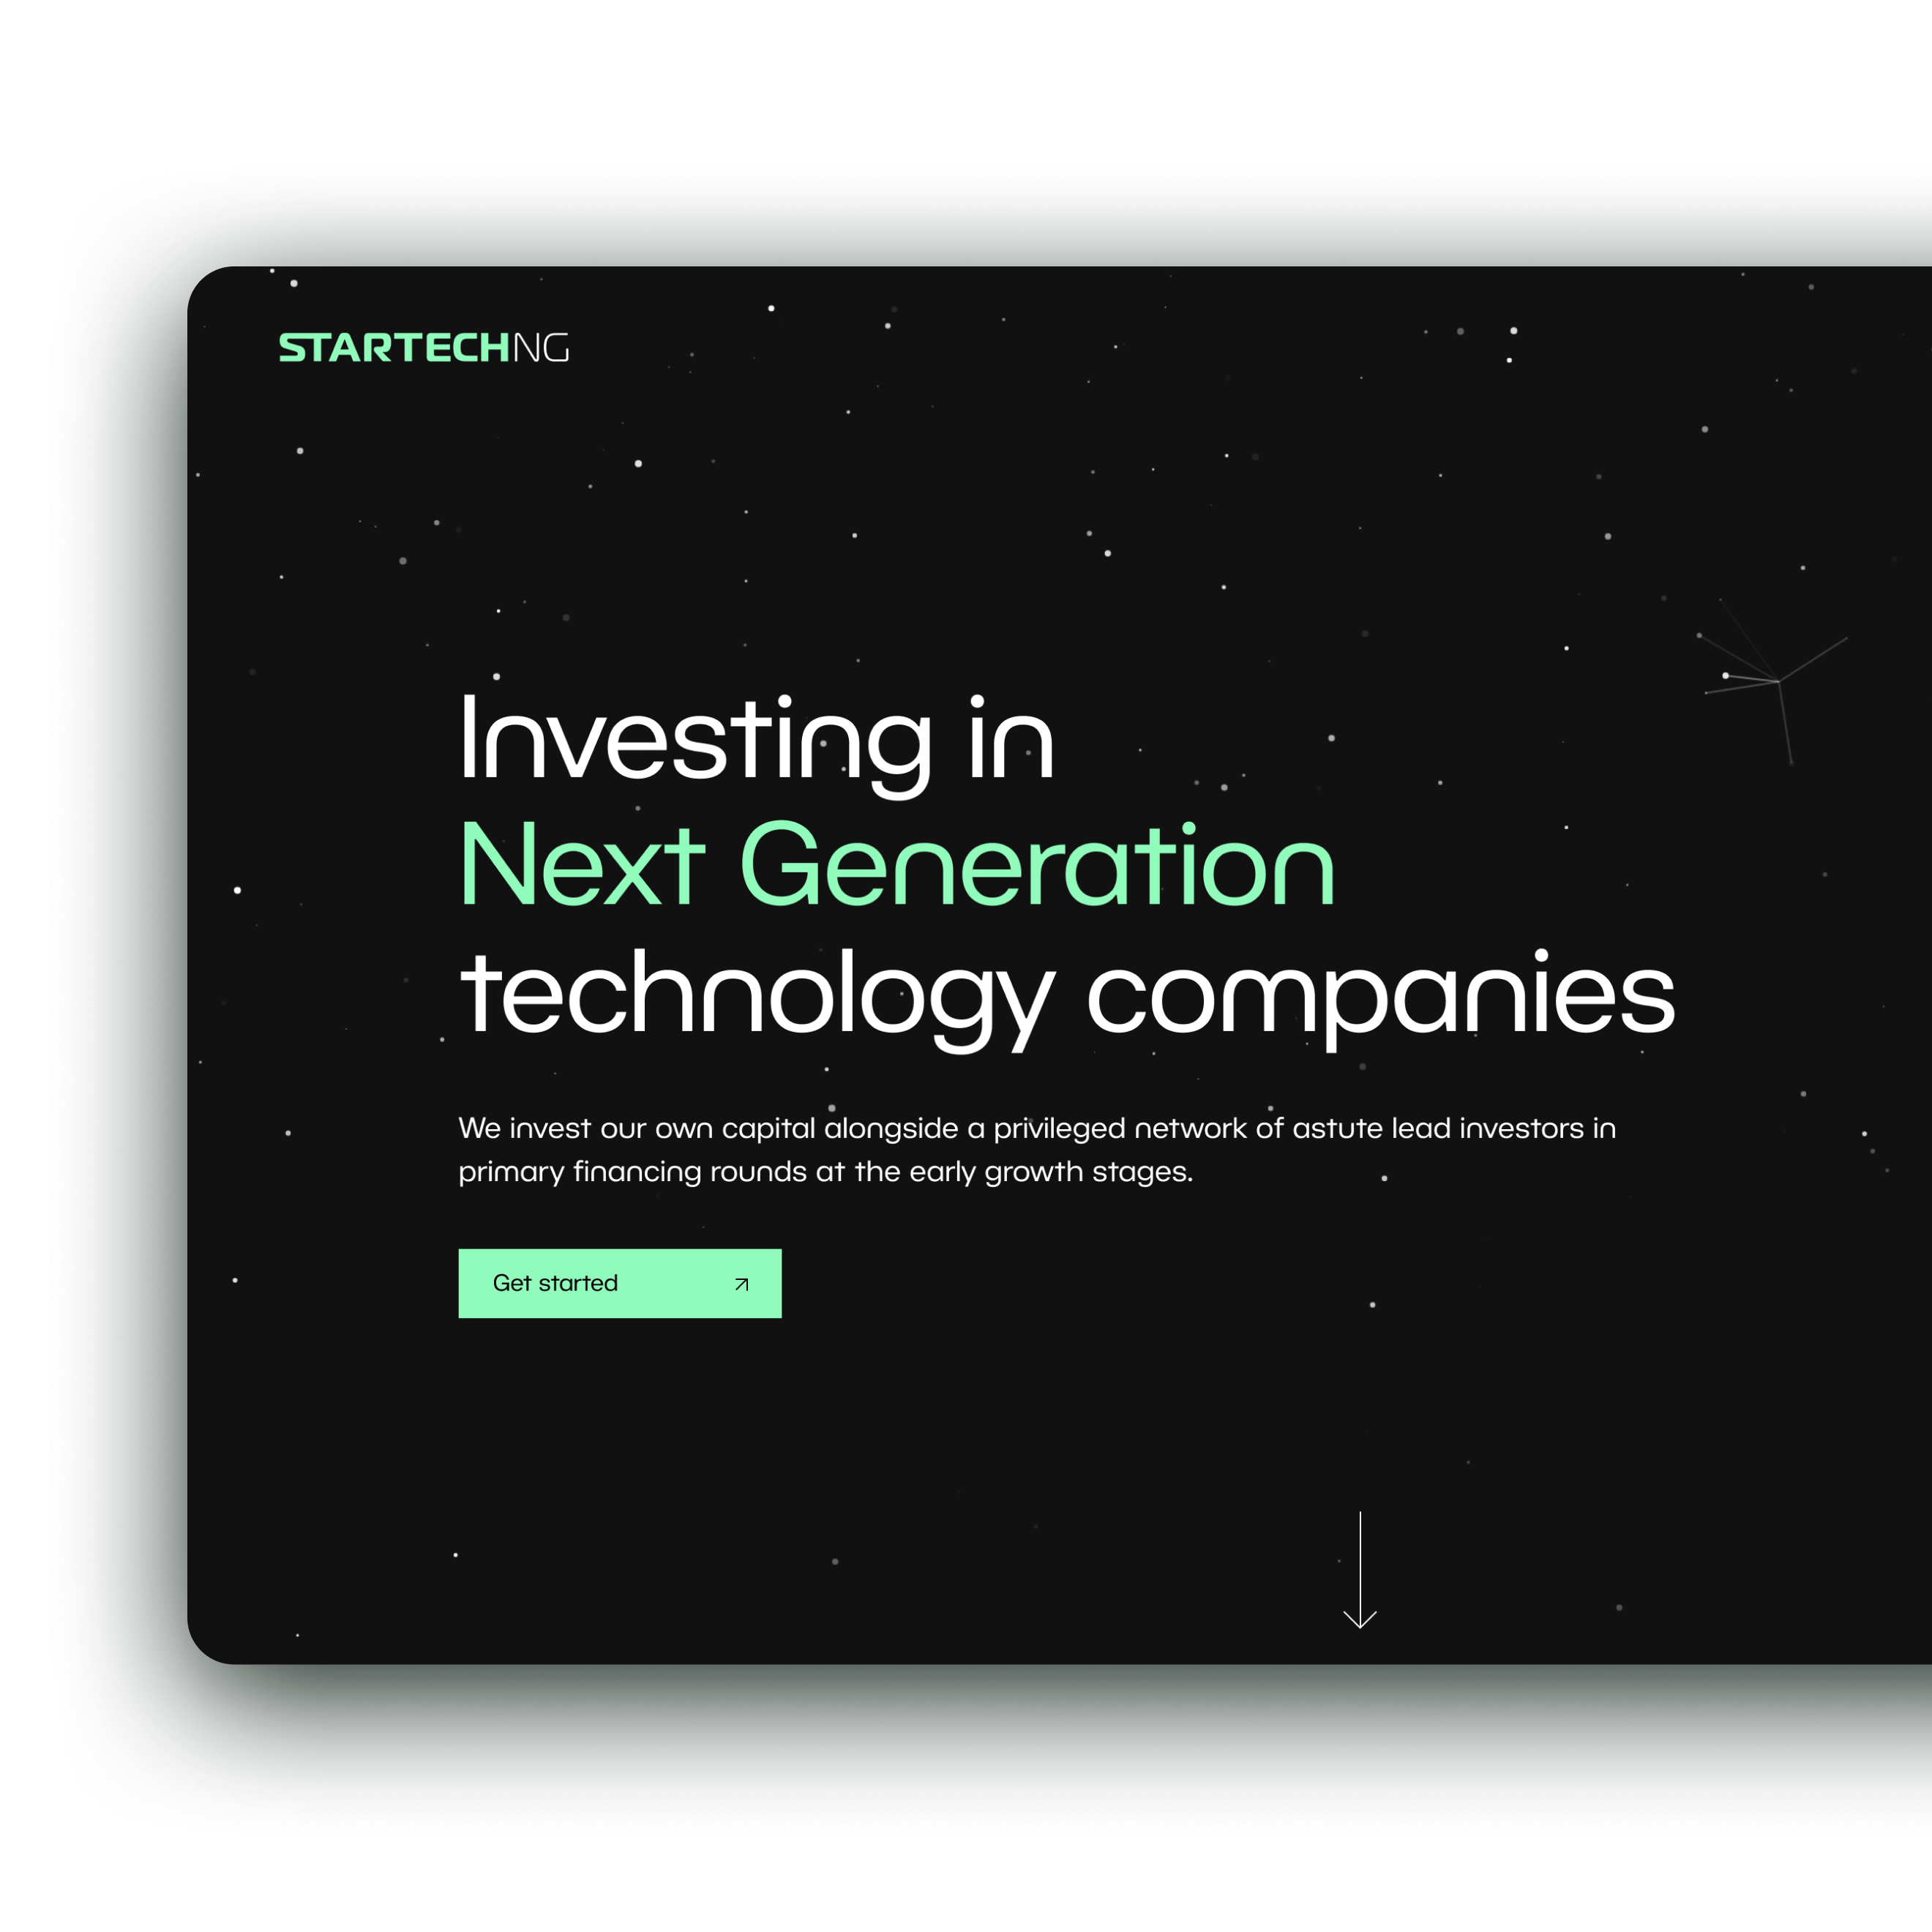 STARTECHNG
Investing in
Next Generation
technology companies
We invest our own capital alongside a privileged network of astute lead investors in
primary financing rounds at the early growth stages.
Get started